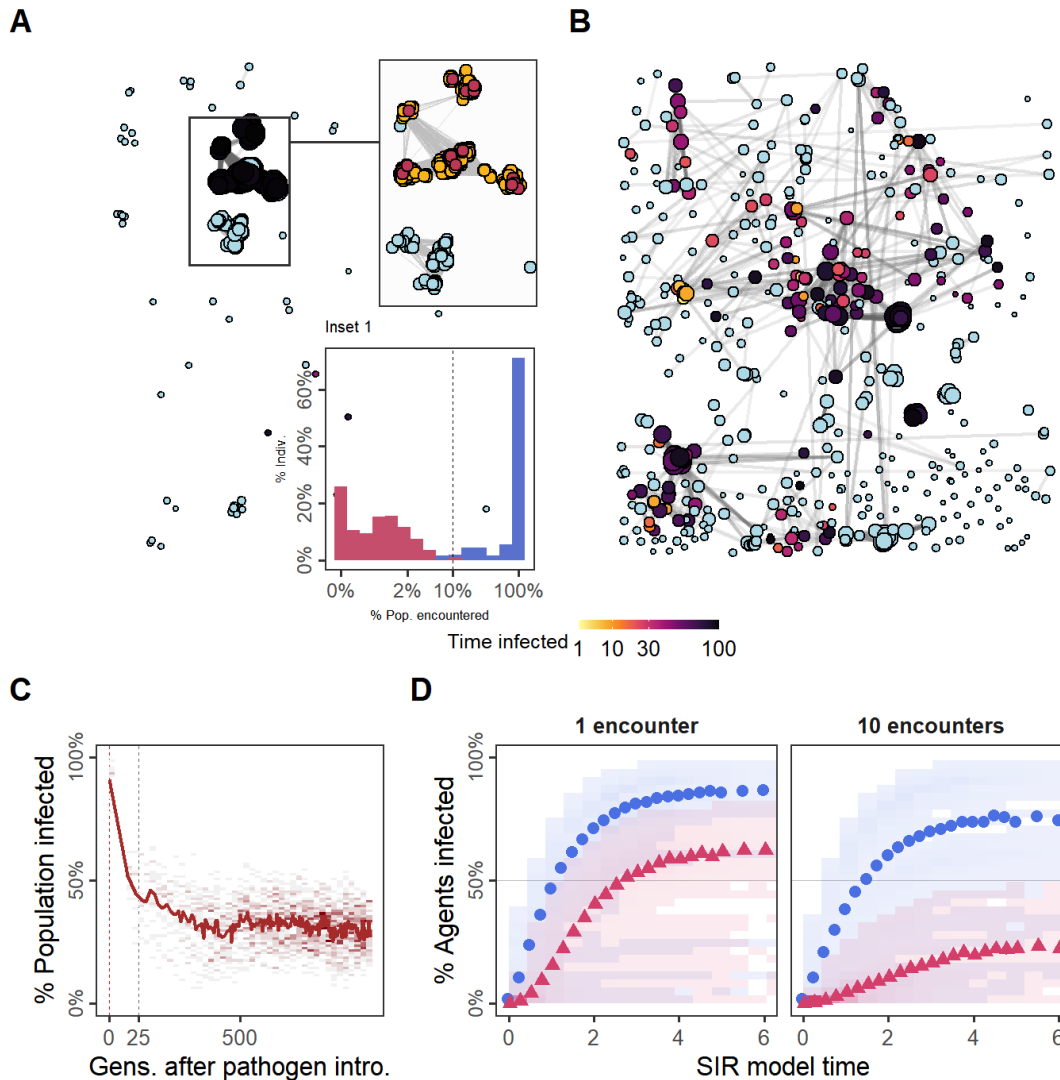 A
B
Inset 1
% Indiv.
60%
40%
20%
0%
0% 2% 10% 100%
% Pop. encountered
Time infected
1 10 30 100
C
D
% Population infected
100%
50%
0%
0 25 500
Gens. after pathogen intro.
1 encounter 10 encounters
% Agents infected
100%
50%
0%
0 2 4 6 0 2 4 6
SIR model time